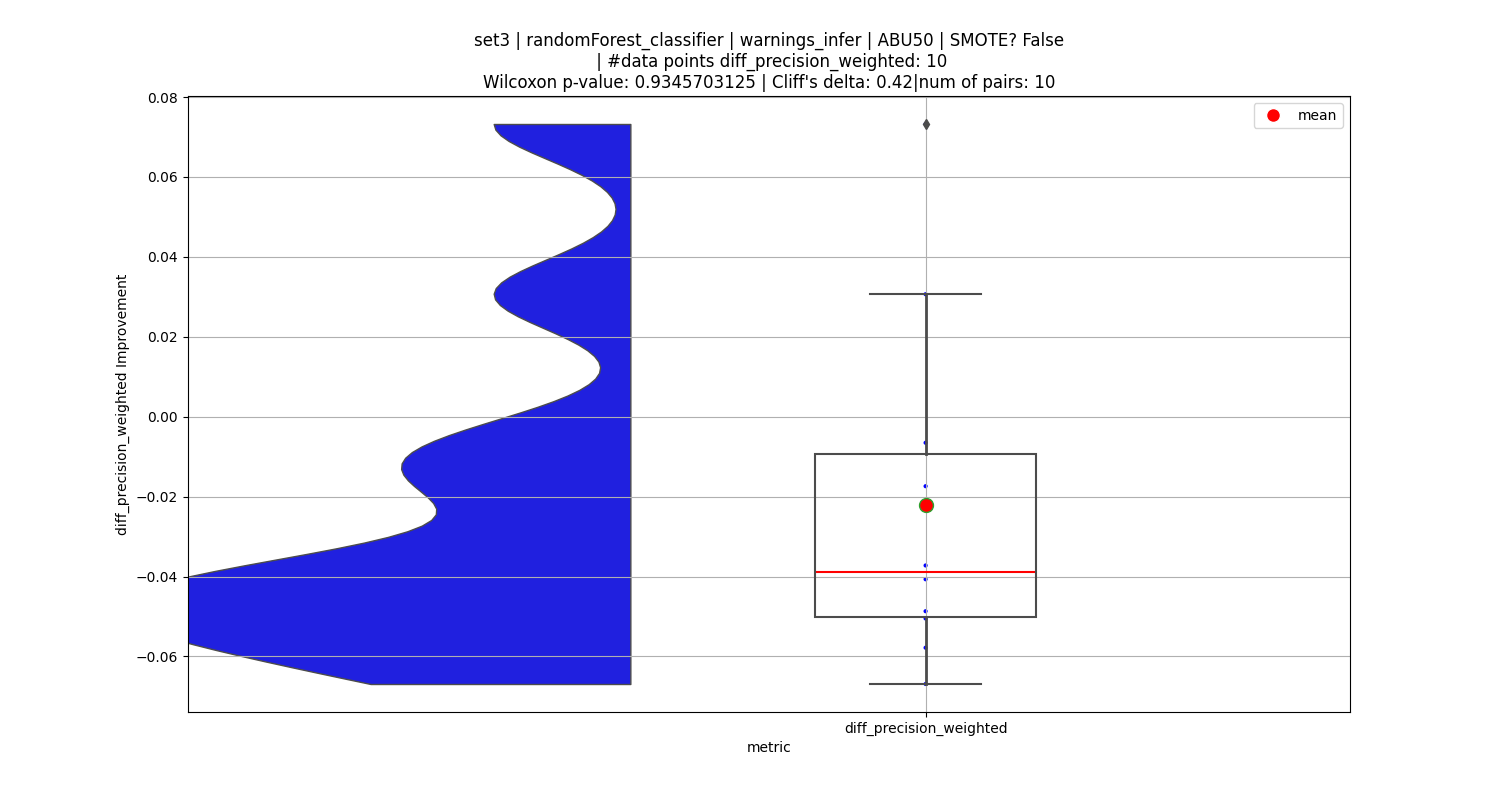 set3 | randomForest_classifier | warnings_infer | ABU50 | SMOTE? False
| #data points diff_precision_weighted: 10
Wilcoxon p-value: 0.9345703125 | Cliff's delta: 0.42|num of pairs: 10
mean
0.08
0.06
0.04
0.02
0.00
−0.02
−0.04
−0.06
diff_precision_weighted Improvement
diff_precision_weighted
metric